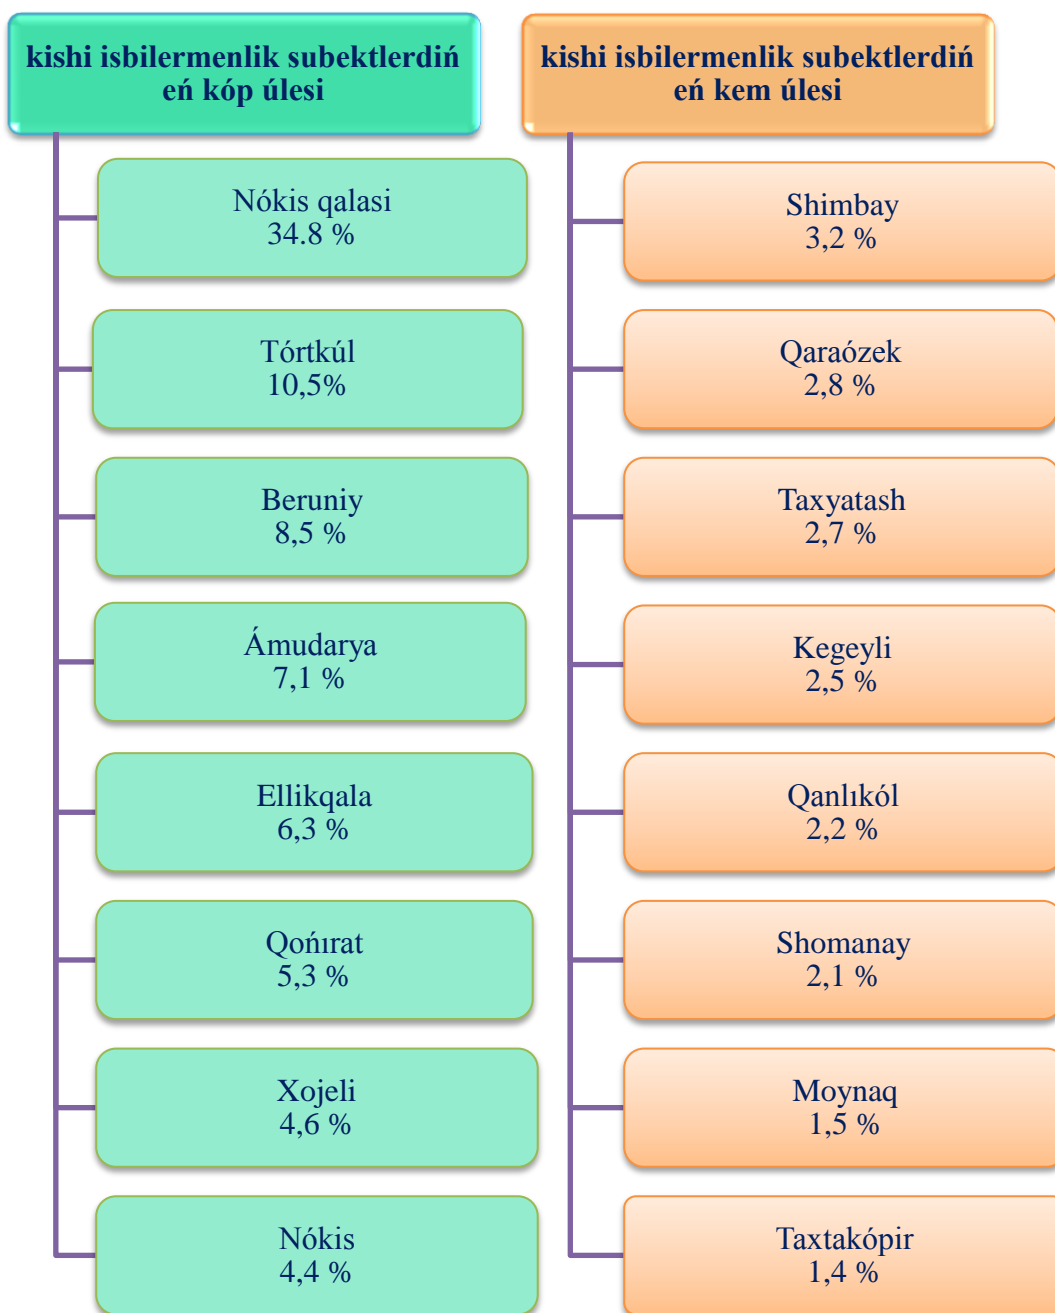 kishi isbilermenlik subektlerdiń
eń kóp úlesi
Nókis qalasi
34.8 %
Tórtkúl
10,5%
Beruniy
8,5 %
Ámudarya
7,1 %
Ellikqala
6,3 %
Qońırat
5,3 %
Xojeli
4,6 %
Nókis
4,4 %
kishi isbilermenlik subektlerdiń
eń kem úlesi
Shimbay
3,2 %
Qaraózek
2,8 %
Taxyatash
2,7 %
Kegeyli
2,5 %
Qanlıkól
2,2 %
Shomanay
2,1 %
Moynaq
1,5 %
Taxtakópir
1,4 %